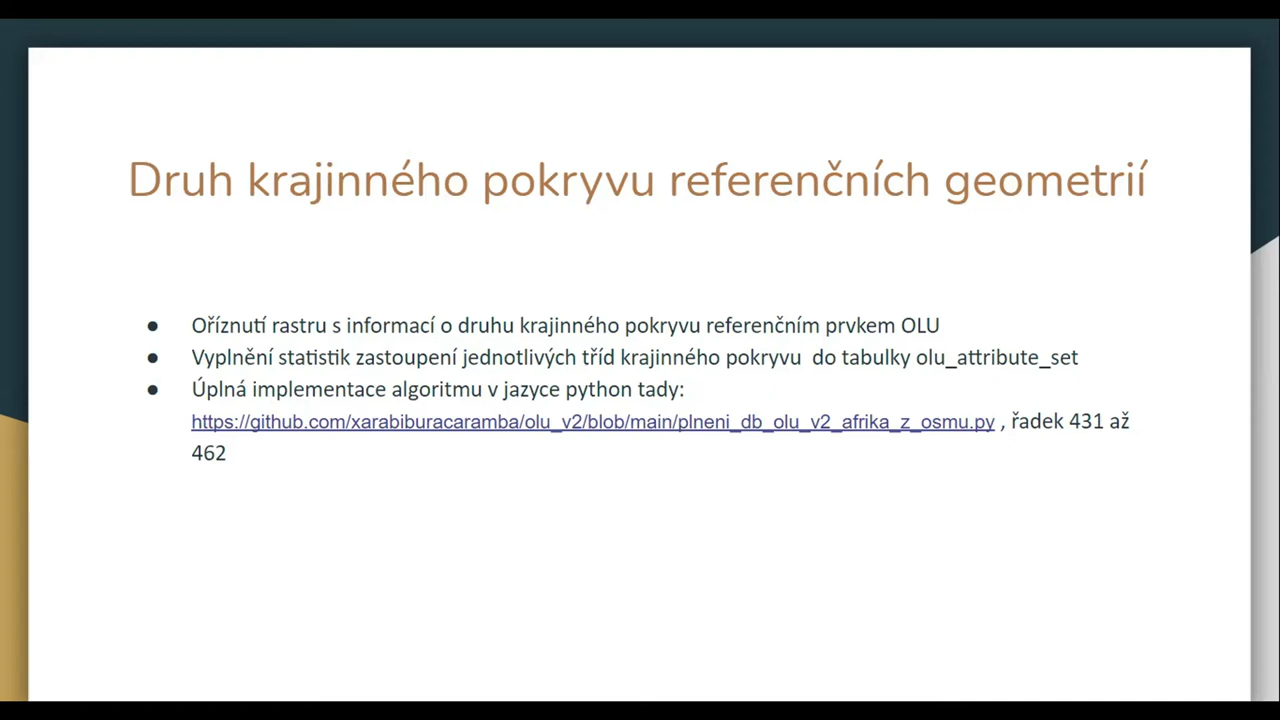 Druh krajinného pokryvu referenčních geometrií
● Oříznutí rastru s informací o druhu krajinného pokryvu referenčním prvkem OLU
● Vyplnění statistik zastoupení jednotlivých tříd krajinného pokryvu do tabulky olu_attribute_set
● Úplná implementace algoritmu v jazyce python tady:
https://github.com/xarabiburacaramba/olu_v2/blob/main/plneni_db_olu_v2_afrika_z_osmu.py , řadek 431 až
462